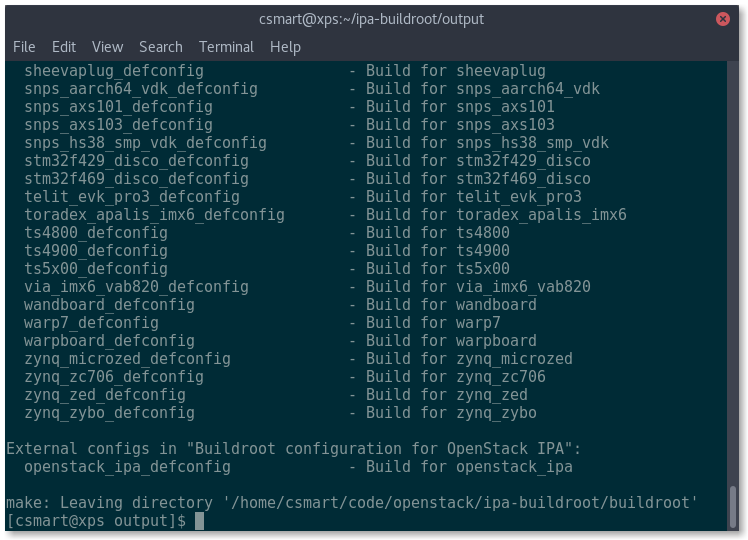 csmart@xps:~/ipa-buildroot/output
File Edit View Search Terminal Help
sheevaplug_defconfig - Build for sheevaplug
snps_aarch64_vdk_defconfig - Build for snps_aarch64_vdk
snps_axs101_defconfig - Build for snps_axs101
snps_axs103_defconfig - Build for snps_axs103
snps_hs38_smp_vdk_defconfig - Build for snps_hs38_smp_vdk
stm32f429_disco_defconfig - Build for stm32f429_disco
stm32f469_disco_defconfig - Build for stm32f469_disco
telit_evk_pro3_defconfig - Build for telit_evk_pro3
toradex_apalis_imx6_defconfig - Build for toradex_apalis_imx6
ts4800_defconfig - Build for ts4800
ts4900_defconfig - Build for ts4900
ts5x00_defconfig - Build for ts5x00
via_imx6_vab820_defconfig - Build for via_imx6_vab820
wandboard_defconfig - Build for wandboard
warp7_defconfig - Build for warp7
warpboard_defconfig - Build for warpboard
zynq_microzed_defconfig - Build for zynq_microzed
zynq_zc706_defconfig - Build for zynq_zc706
zynq_zed_defconfig - Build for zynq_zed
zynq_zybo_defconfig - Build for zynq_zybo
External configs in "Buildroot configuration for OpenStack IPA":
openstack_ipa_defconfig - Build for openstack_ipa
make: Leaving directory '/home/csmart/code/openstack/ipa-buildroot/buildroot'
[csmart@xps output]$